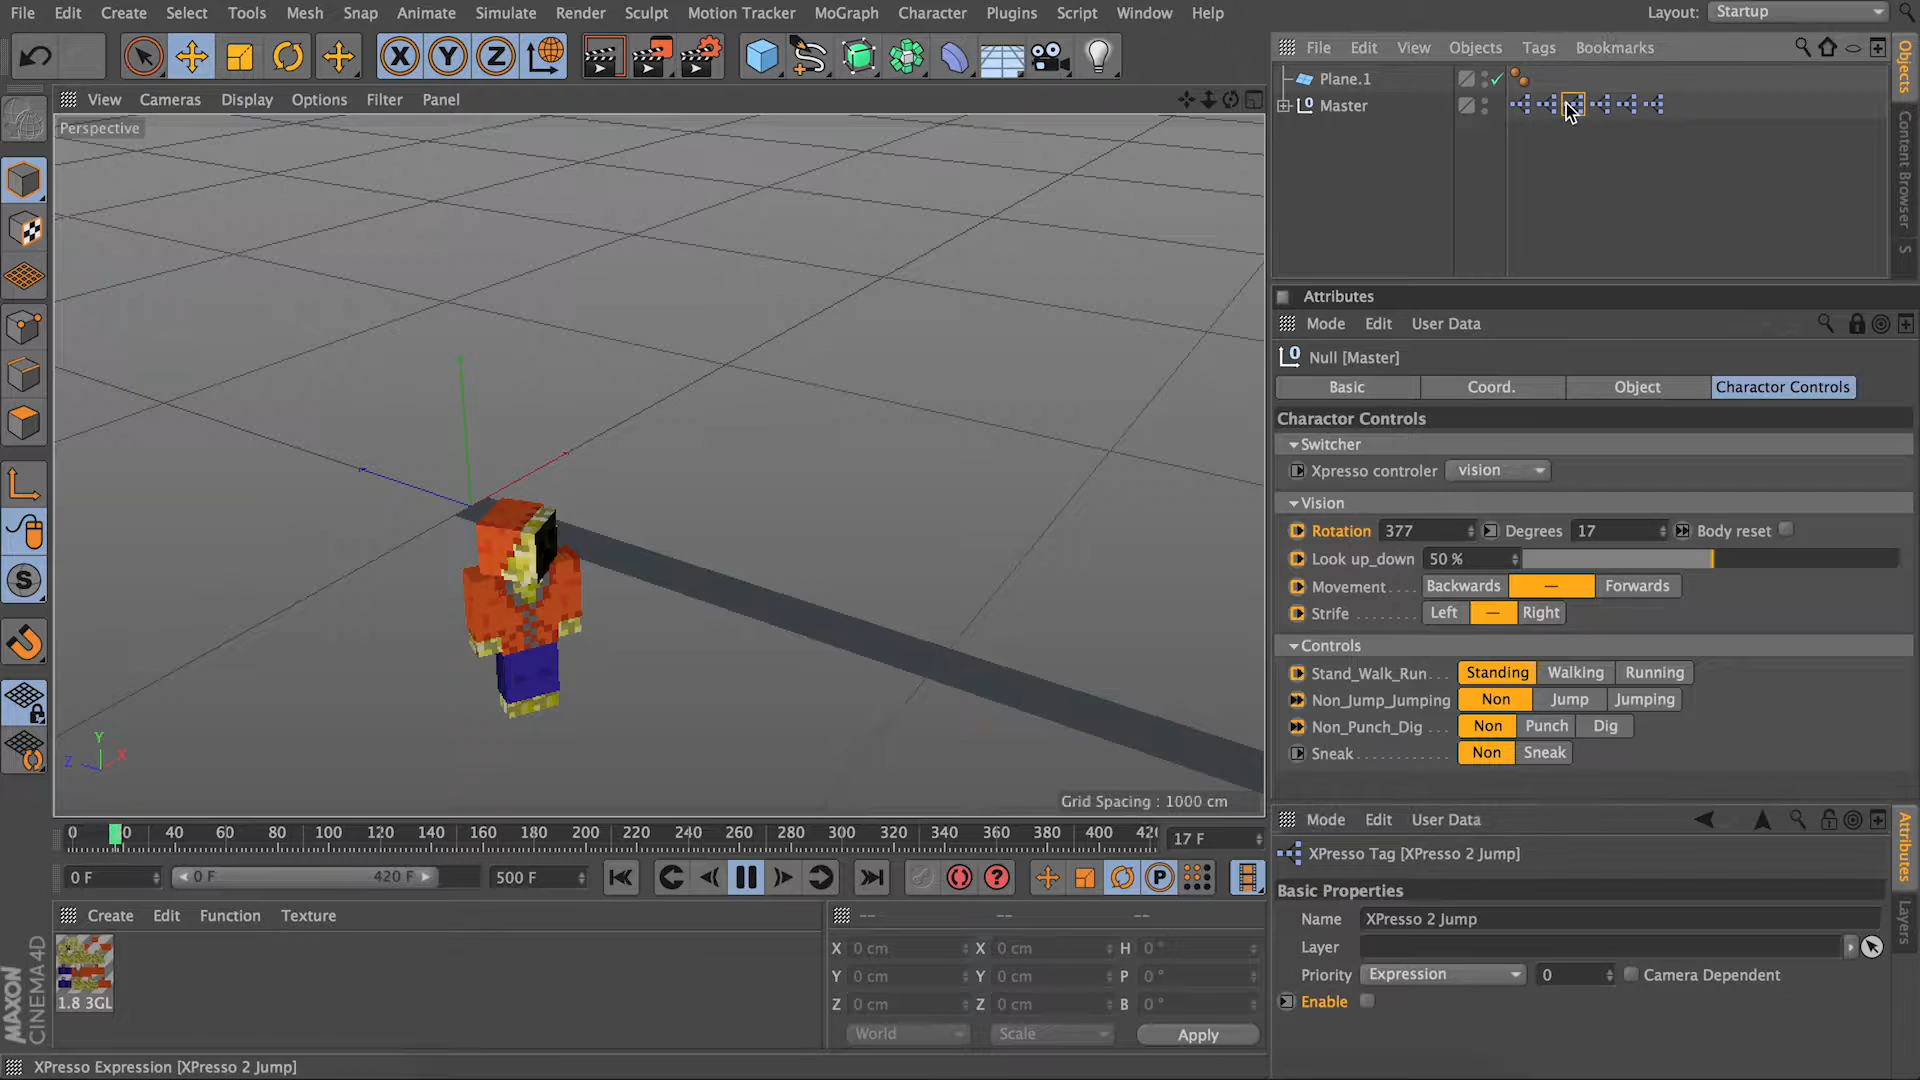 File Edit Create Select Tools Mesh Snap Animate Simulate Render Sculpt Motion Tracker MoGraph Character Plugins Script Window Help Layout: Startup
File Edit View Objects Tags Bookmarks
Plane.1
Master
Objects
Content Browser
S
View Cameras Display Options Filter Panel
Perspective
Y
Z X
Grid Spacing : 1000 cm
Attributes
Mode Edit User Data
Null [Master]
Basic Coord. Object Charactor Controls
Charactor Controls
Switcher
Xpresso controler vision
Vision
Rotation 377 Degrees 17 Body reset
Look up_down 50 %
Movement.... Backwards — Forwards
Strife ........ Left — Right
Controls
Stand_Walk_Run... Standing Walking Running
Non_Jump_Jumping Non Jump Jumping
Non_Punch_Dig ... Non Punch Dig
Sneak............ Non Sneak
Mode Edit User Data
XPresso Tag [XPresso 2 Jump]
Basic Properties
Name XPresso 2 Jump
Layer
Priority Expression 0 Camera Dependent
Enable
Attributes
Layers
0 40 60 80 100 120 140 160 180 200 220 240 260 280 300 320 340 360 380 400 17 F
0 F 0 F 420 F 500 F
Create Edit Function Texture
1.8 3GL
-- -- --
X 0 cm X 0 cm H 0 °
Y 0 cm Y 0 cm P 0 °
Z 0 cm Z 0 cm B 0 °
World Scale Apply
MAXON
CINEMA 4D
XPresso Expression [XPresso 2 Jump]